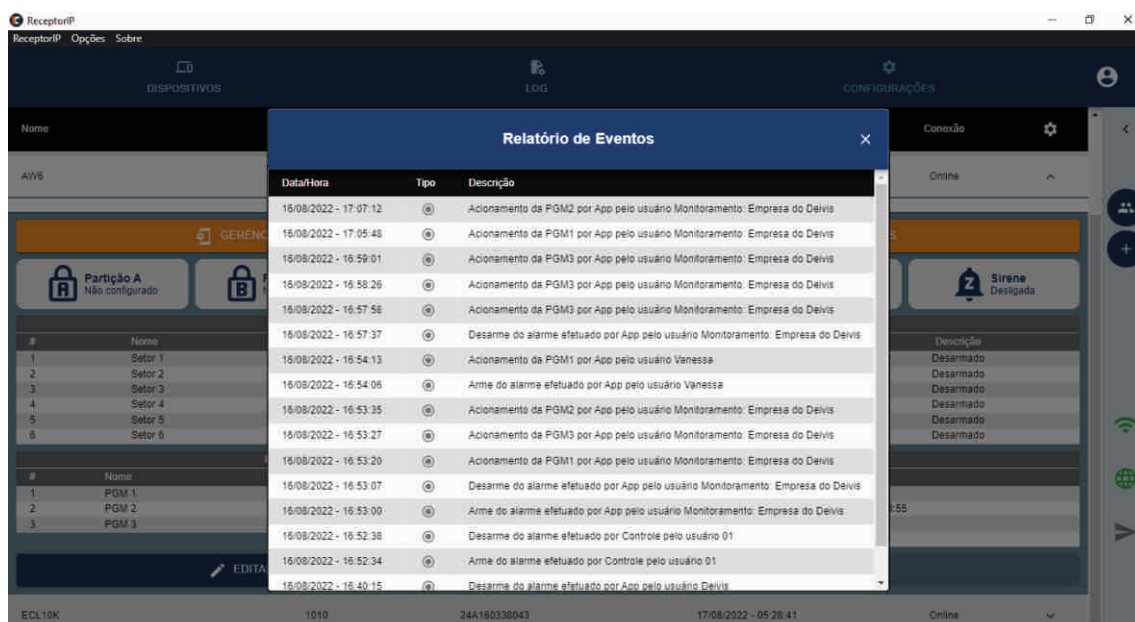 ReceptorIP
ReceptorIP Opções Sobre
DISPOSITIVOS LOG CONFIGURAÇÕES
Nome Relatório de Eventos Conexão
AW6 Data/Hora Tipo Descrição Online
16/08/2022 - 17:07:12 Acionamento da PGM2 por App pelo usuário Monitoramento: Empresa do Deivis
16/08/2022 - 17:05:48 Acionamento da PGM1 por App pelo usuário Monitoramento: Empresa do Deivis
GERENC
16/08/2022 - 16:59:01 Acionamento da PGM3 por App pelo usuário Monitoramento: Empresa do Deivis
Partição A
Não configurado
A B
Z Sirene
Desligada
16/08/2022 - 16:58:26 Acionamento da PGM3 por App pelo usuário Monitoramento: Empresa do Deivis
16/08/2022 - 16:57:58 Acionamento da PGM3 por App pelo usuário Monitoramento: Empresa do Deivis
16/08/2022 - 16:57:37 Desarme do alarme efetuado por App pelo usuário Monitoramento: Empresa do Deivis
# Nome Descrição
16/08/2022 - 16:54:13 Acionamento da PGM1 por App pelo usuário Vanessa
1 Setor 1 Desarmado
2 Setor 2 Desarmado
16/08/2022 - 16:54:06 Arme do alarme efetuado por App pelo usuário Vanessa
3 Setor 3 Desarmado
4 Setor 4 Desarmado
16/08/2022 - 16:53:35 Acionamento da PGM2 por App pelo usuário Monitoramento: Empresa do Deivis
5 Setor 5 Desarmado
6 Setor 6 Desarmado
16/08/2022 - 16:53:27 Acionamento da PGM3 por App pelo usuário Monitoramento: Empresa do Deivis
16/08/2022 - 16:53:20 Acionamento da PGM1 por App pelo usuário Monitoramento: Empresa do Deivis
# Nome
16/08/2022 - 16:53:07 Desarme do alarme efetuado por App pelo usuário Monitoramento: Empresa do Deivis
1 PGM 1
2 PGM 2 :55
16/08/2022 - 16:53:00 Arme do alarme efetuado por App pelo usuário Monitoramento: Empresa do Deivis
3 PGM 3
16/08/2022 - 16:52:38 Desarme do alarme efetuado por Controle pelo usuário 01
16/08/2022 - 16:52:34 Arme do alarme efetuado por Controle pelo usuário 01
EDITA
16/08/2022 - 16:40:15 Desarme do alarme efetuado por App pelo usuário Deivis
ECL10K 1010 24A160338043 17/08/2022 - 05:28:41 Online